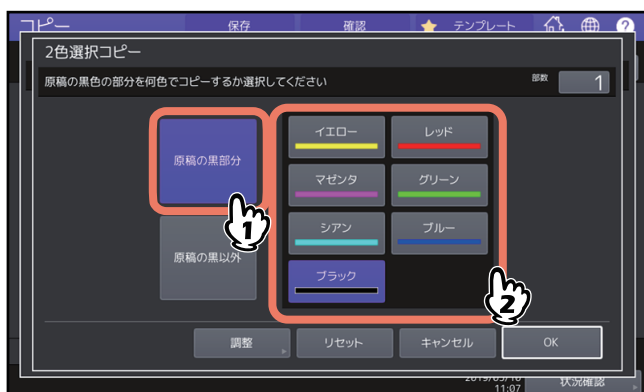 コピー 保存 確認 テンプレート ?
2色選択コピー
原稿の黒色の部分を何色でコピーするか選択してください 部数 1
原稿の黒部分
イエロー レッド
マゼンタ グリーン
1
原稿の黒以外
シアン ブルー
ブラック
2
調整 リセット キャンセル OK
11:07 状況確認